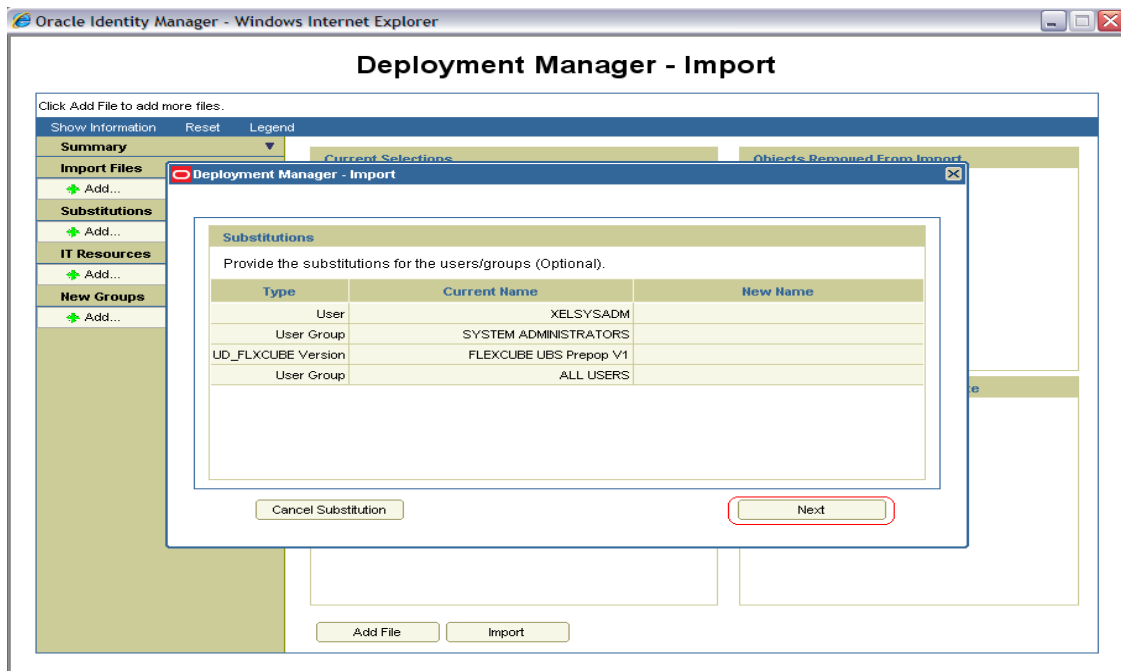 Oracle Identity Manager - Windows Internet Explorer
Deployment Manager - Import
Click Add File to add more files.
Show Information Reset Legend
Summary
Import Files
Add...
Substitutions
Add...
IT Resources
Add...
New Groups
Add...
Current Selections
Objects Removed From Import
Deployment Manager - Import
Substitutions
Provide the substitutions for the users/groups (Optional).
Type Current Name New Name
User XELSYSADM
User Group SYSTEM ADMINISTRATORS
UD_FLXCUBE Version FLEXCUBE UBS Prepop V1
User Group ALL USERS
Cancel Substitution Next
Add File Import